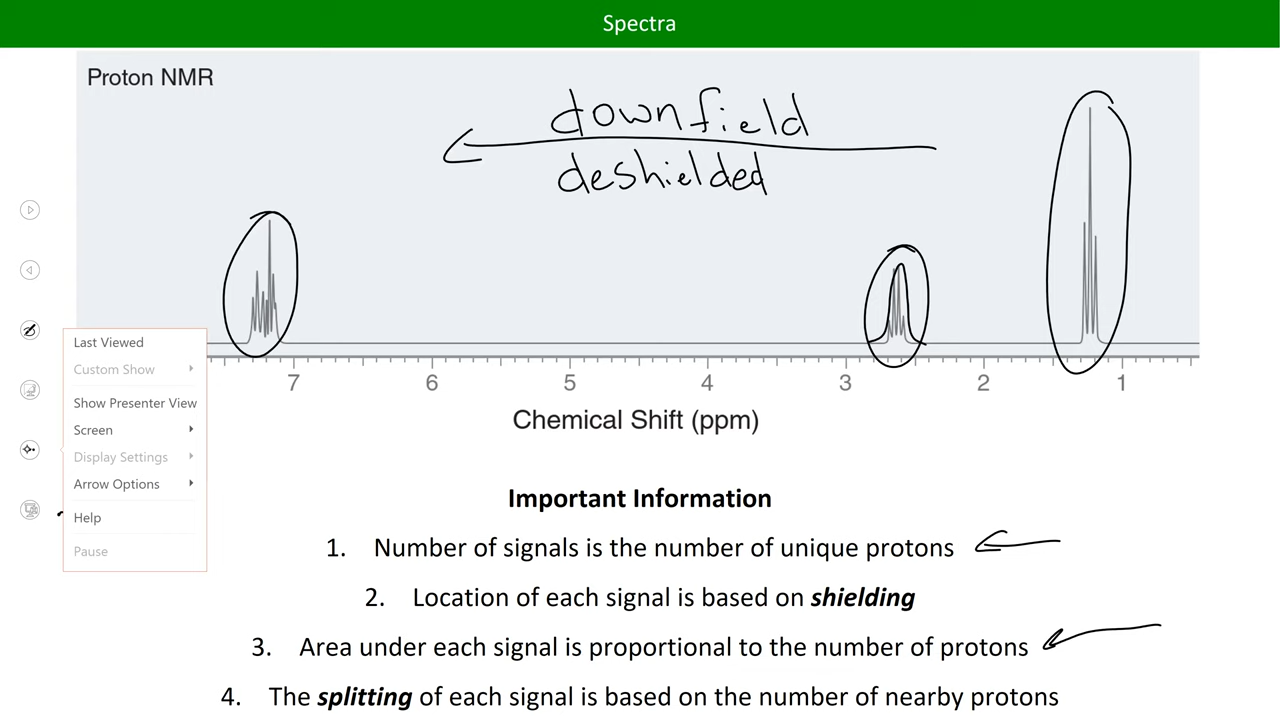 Spectra
Proton NMR
downfield
deshielded
7 6 5 4 3 2 1
Chemical Shift (ppm)
Last Viewed
Custom Show
Show Presenter View
Screen
Display Settings
Arrow Options
Help
Pause
Important Information
1. Number of signals is the number of unique protons
2. Location of each signal is based on shielding
3. Area under each signal is proportional to the number of protons
4. The splitting of each signal is based on the number of nearby protons